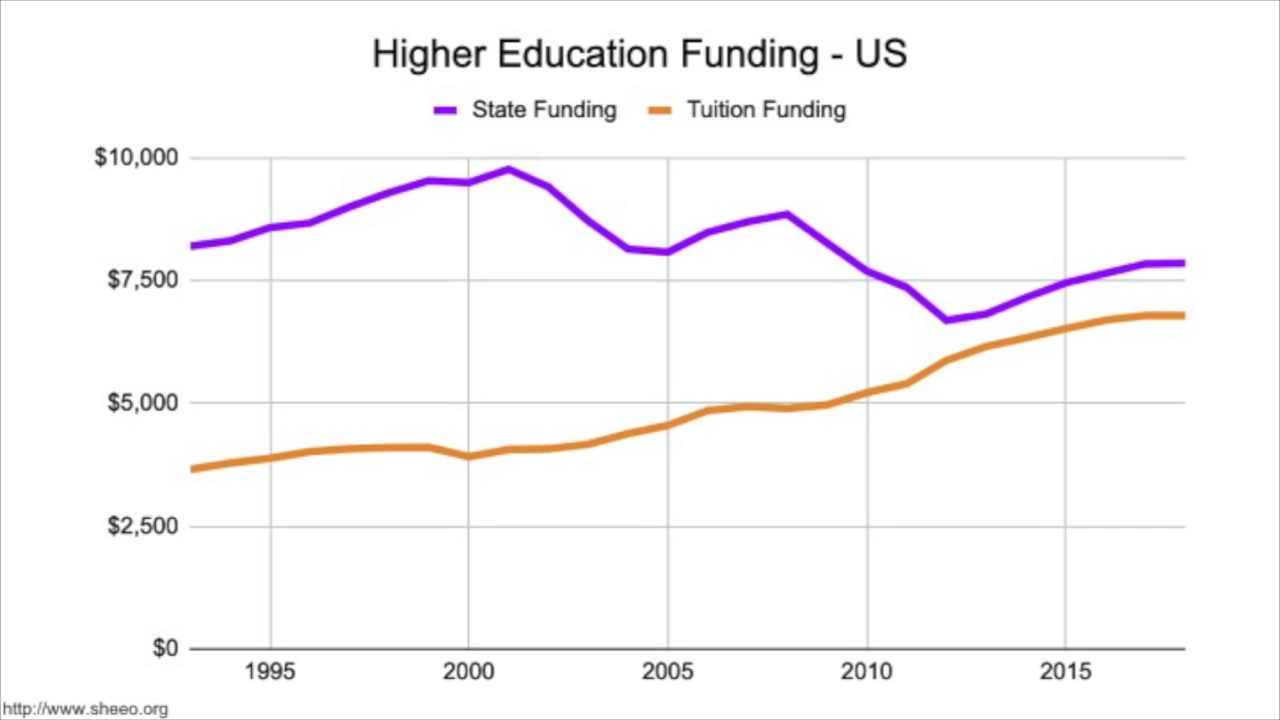 Higher Education Funding - US
State Funding Tuition Funding
$10,000
$7,500
$5,000
$2,500
$0
1995 2000 2005 2010 2015
http://www.sheeo.org